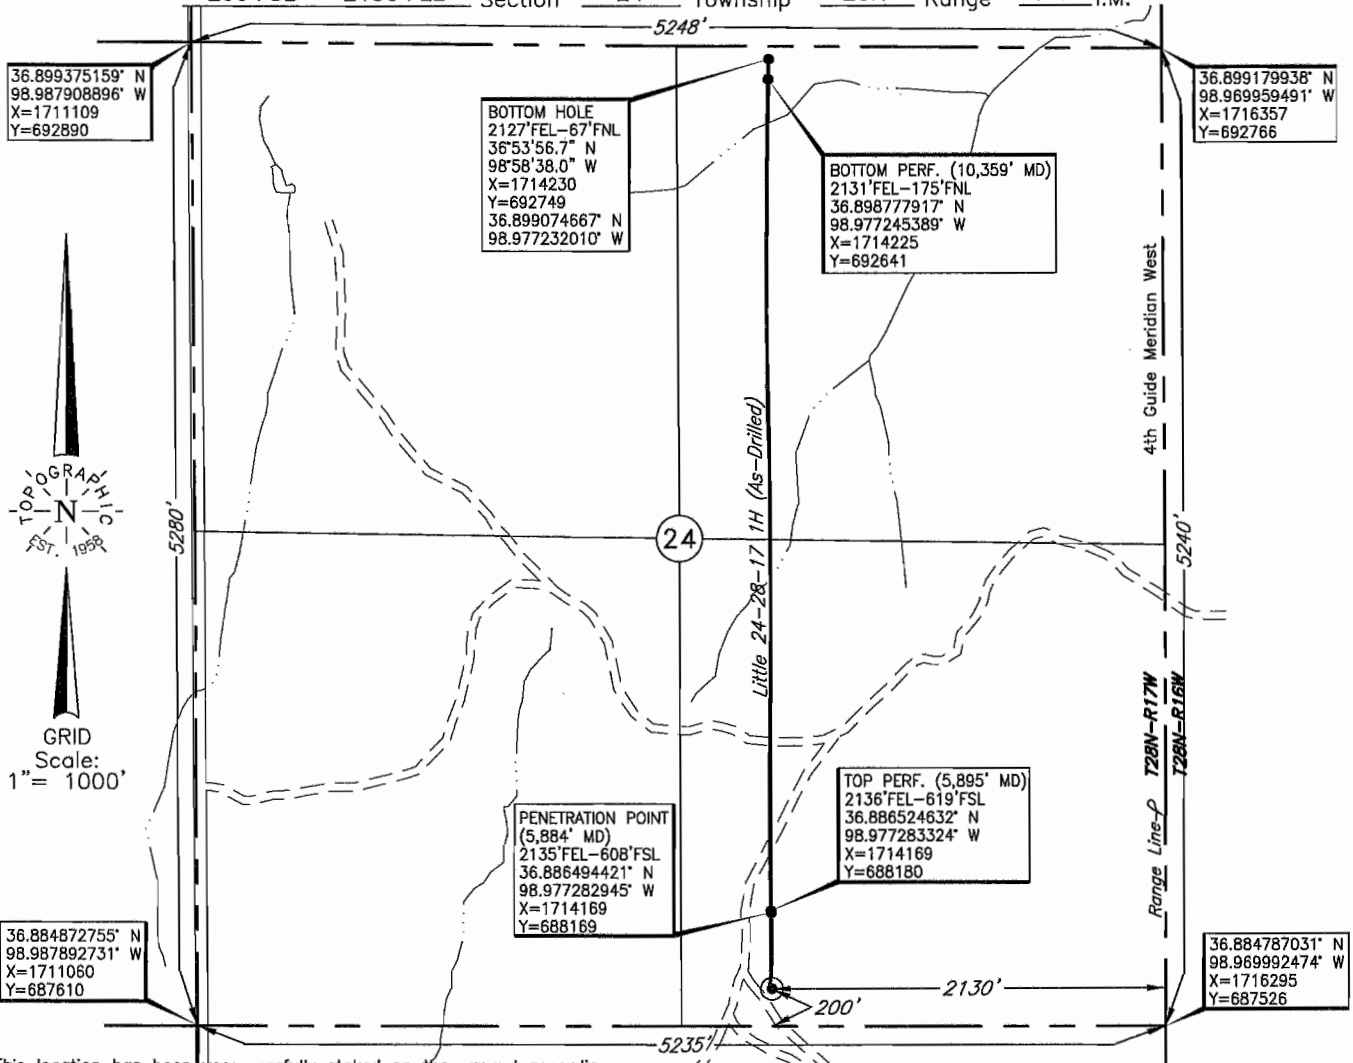 Section
Township
Range
I.M.
5248'
36.899375159° N
98.987908896° W
X=1711109
Y=692890
BOTTOM HOLE
2127'FEL-67'FNL
36°53'56.7" N
98°58'38.0" W
X=1714230
Y=692749
36.899074667° N
98.977232010° W
BOTTOM PERF. (10,359' MD)
2131'FEL-175'FNL
36.898777917° N
98.977245389° W
X=1714225
Y=692641
36.899179938° N
98.969959491° W
X=1716357
Y=692766
4th Guide Meridian West
TOPOGRAPHIC
N
EST. 1958
5280'
24
Little 24-28-17 1H (As-Drilled)
5240'
GRID
Scale:
1"= 1000'
T28N-R17W
T28N-R16W
Range Line
PENETRATION POINT
(5,884' MD)
2135'FEL-608'FSL
36.886494421° N
98.977282945° W
X=1714169
Y=688169
TOP PERF. (5,895' MD)
2136'FEL-619'FSL
36.886524632° N
98.977283324° W
X=1714169
Y=688180
36.884872755° N
98.987892731° W
X=1711060
Y=687610
36.884787031° N
98.969992474° W
X=1716295
Y=687526
2130'
200'
5235'